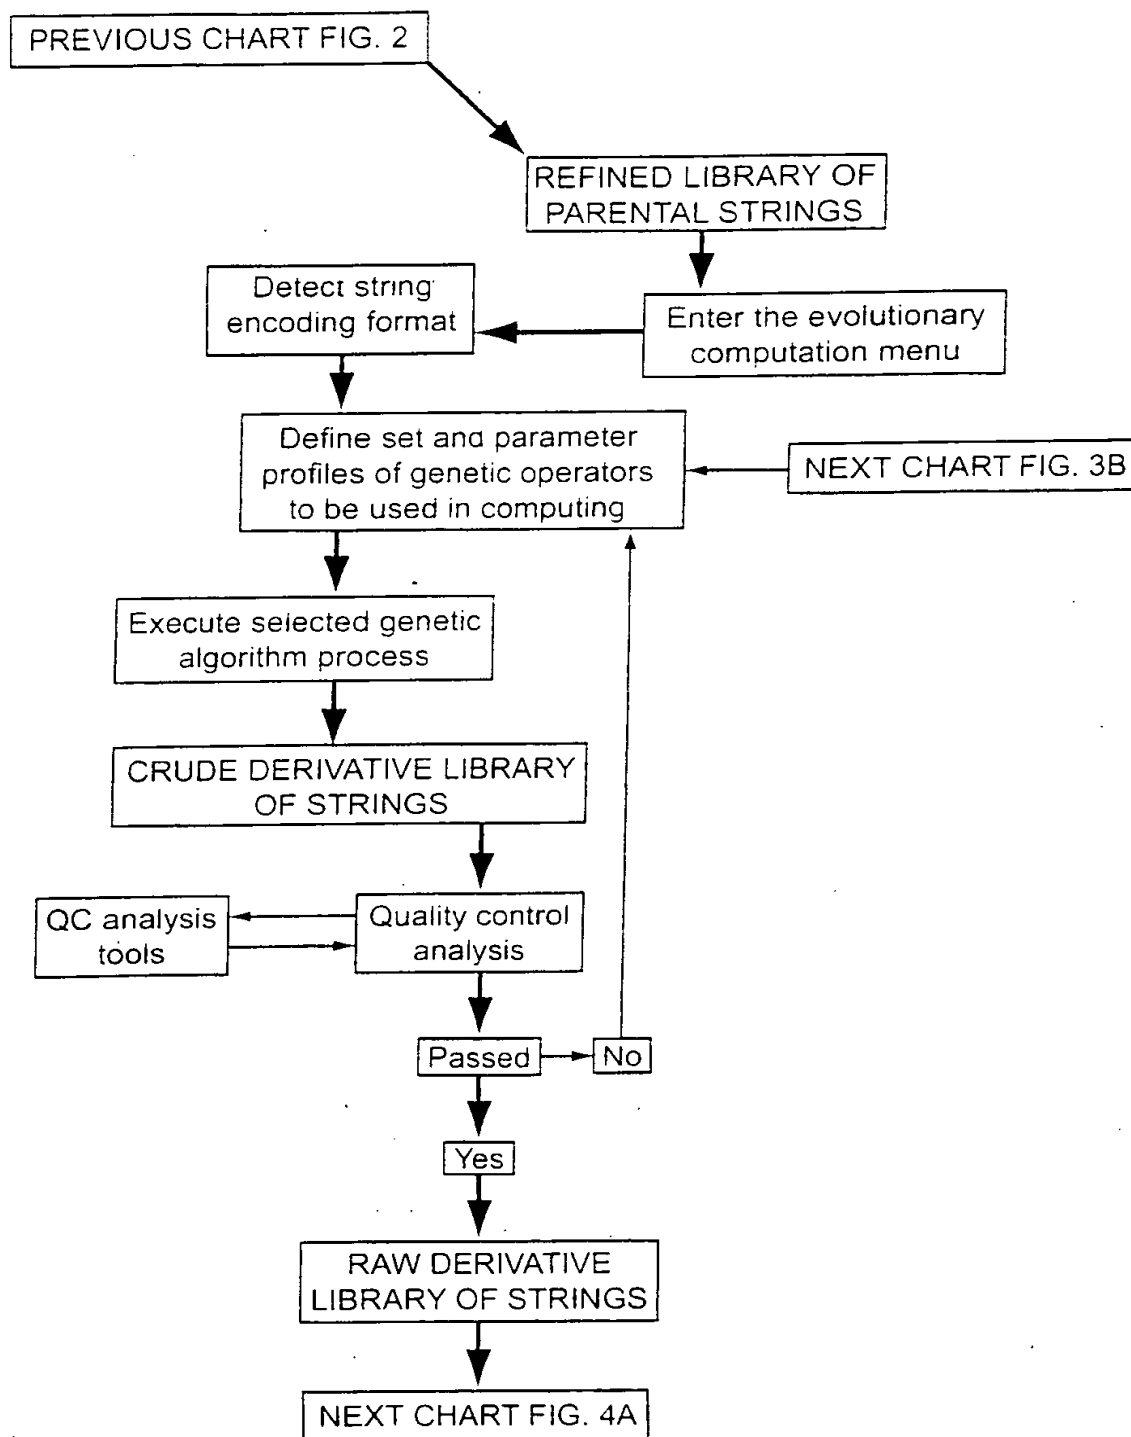 PREVIOUS CHART FIG. 2
REFINED LIBRARY OF
PARENTAL STRINGS
Detect string
encoding format
Enter the evolutionary
computation menu
Define set and parameter
profiles of genetic operators
to be used in computing
NEXT CHART FIG. 3B
Execute selected genetic
algorithm process
CRUDE DERIVATIVE LIBRARY
OF STRINGS
QC analysis
tools
Quality control
analysis
Passed
No
Yes
RAW DERIVATIVE
LIBRARY OF STRINGS
NEXT CHART FIG. 4A